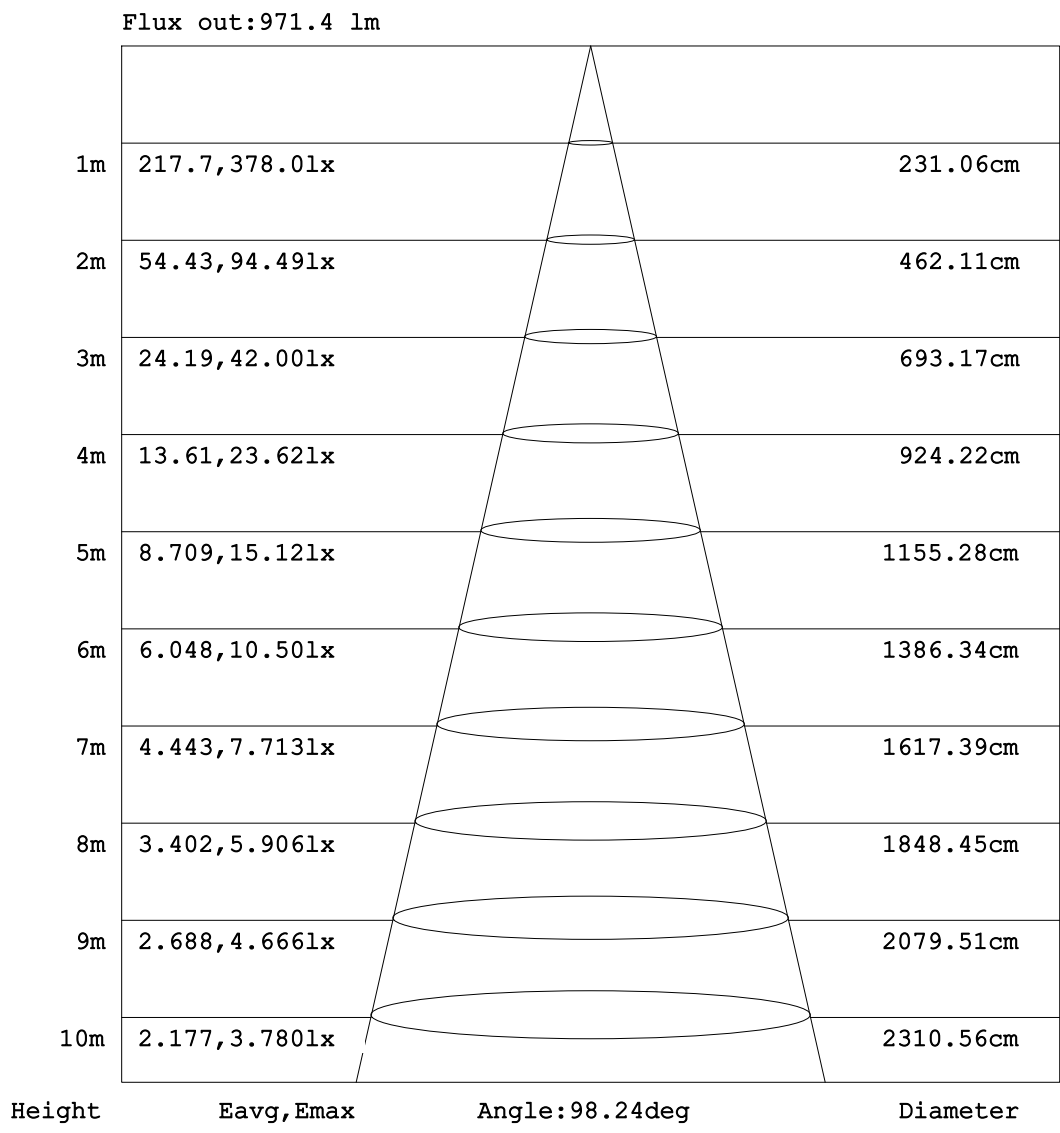 Flux out:971.4 lm
1m 217.7,378.0lx 231.06cm
2m 54.43,94.49lx 462.11cm
3m 24.19,42.00lx 693.17cm
4m 13.61,23.62lx 924.22cm
5m 8.709,15.12lx 1155.28cm
6m 6.048,10.50lx 1386.34cm
7m 4.443,7.713lx 1617.39cm
8m 3.402,5.906lx 1848.45cm
9m 2.688,4.666lx 2079.51cm
10m 2.177,3.780lx 2310.56cm
Height Eavg,Emax Angle:98.24deg Diameter